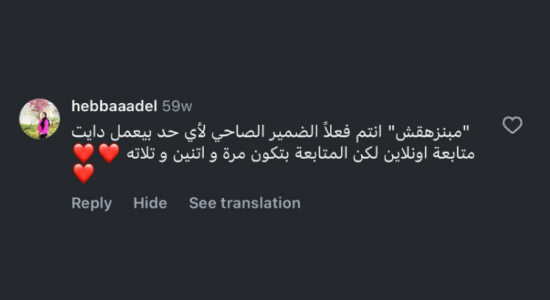 hebbaaadel 59w
"مبنزهقش" انتم فعلاً الضمير الصاحي لأي حد بيعمل دايت
متابعة اونلاين لكن المتابعة بتكون مرة و اتنين و تلاته ❤️❤️
❤️
Reply Hide See translation